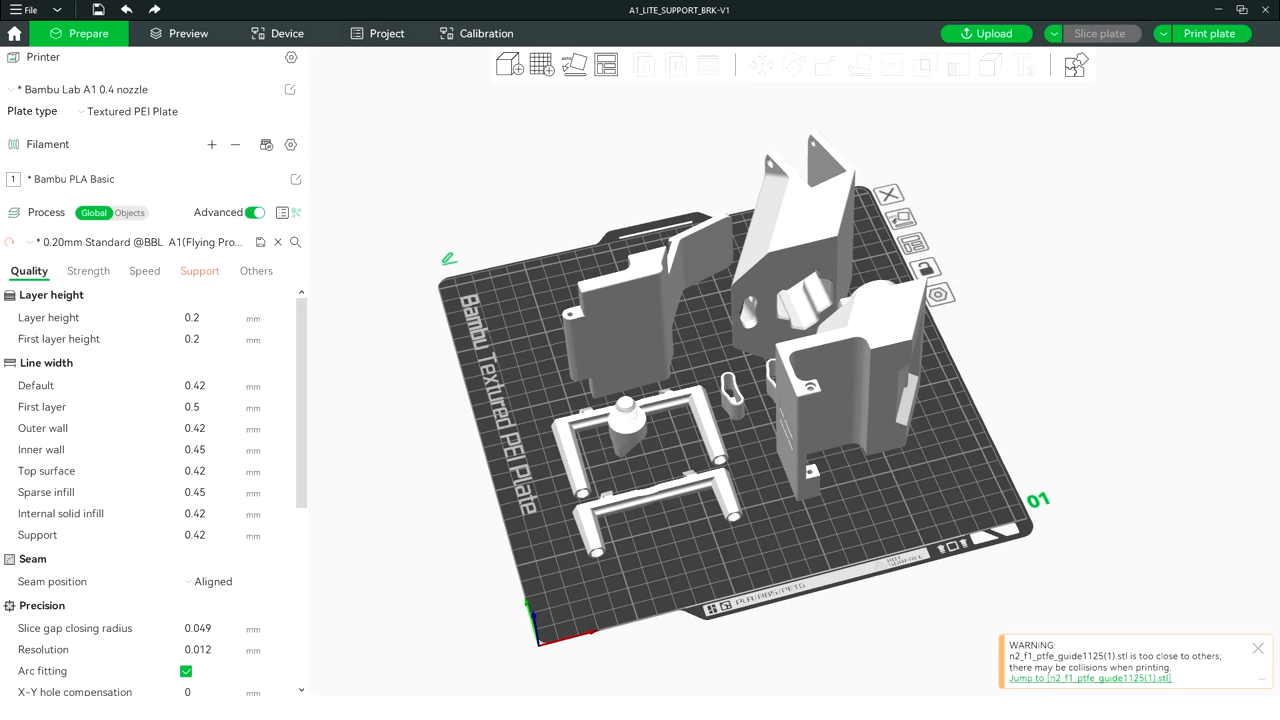 File
A1_LITE_SUPPORT_BRK-V1
Prepare
Preview
Device
Project
Calibration
Upload
Slice plate
Print plate
Printer
* Bambu Lab A1 0.4 nozzle
Plate type
Textured PEI Plate
Filament
1
* Bambu PLA Basic
Process
Global
Objects
Advanced
* 0.20mm Standard @BBL A1(Flying Pro...
Quality
Strength
Speed
Support
Others
Layer height
Layer height 0.2 mm
First layer height 0.2 mm
Line width
Default 0.42 mm
First layer 0.5 mm
Outer wall 0.42 mm
Inner wall 0.45 mm
Top surface 0.42 mm
Sparse infill 0.45 mm
Internal solid infill 0.42 mm
Support 0.42 mm
Seam
Seam position Aligned
Precision
Slice gap closing radius 0.049 mm
Resolution 0.012 mm
Arc fitting
X-Y hole compensation 0 mm
AUTO
Bambu Textured PEI Plate
01
PLA/ABS/PETG
HOT SURFACE
WARNING:
n2_f1_ptfe_guide1125(1).stl is too close to others;
there may be collisions when printing.
Jump to [n2_f1_ptfe_guide1125(1).stl]